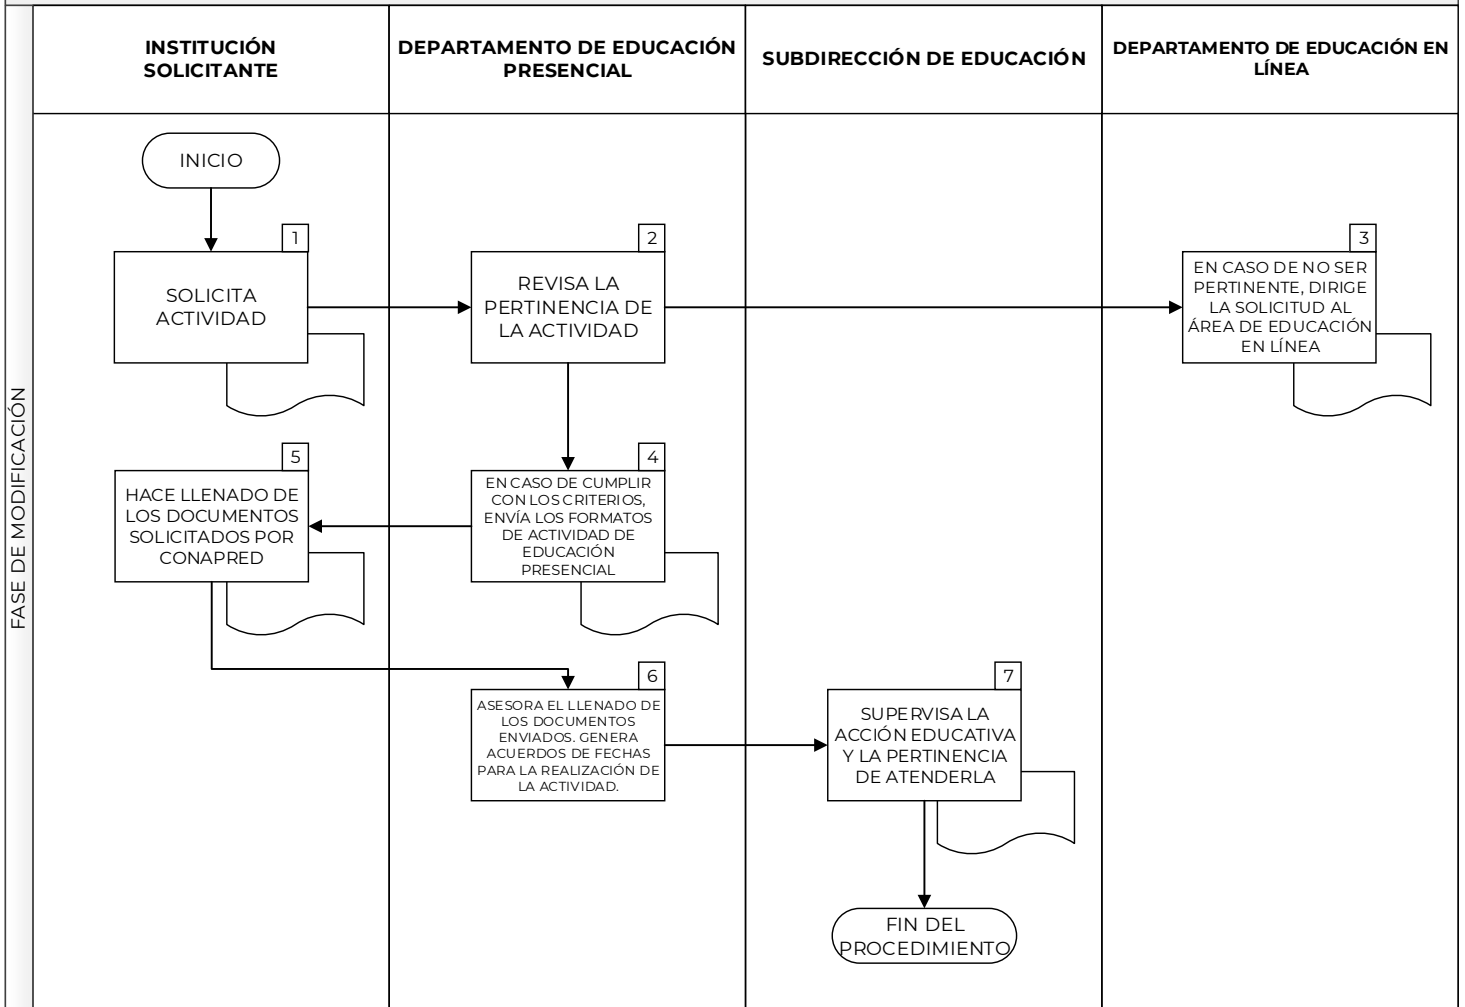 INSTITUCIÓN
SOLICITANTE
DEPARTAMENTO DE EDUCACIÓN
PRESENCIAL
SUBDIRECCIÓN DE EDUCACIÓN
DEPARTAMENTO DE EDUCACIÓN EN
LÍNEA
FASE DE MODIFICACIÓN
INICIO
1
SOLICITA
ACTIVIDAD
2
REVISA LA
PERTINENCIA DE
LA ACTIVIDAD
3
EN CASO DE NO SER
PERTINENTE, DIRIGE
LA SOLICITUD AL
ÁREA DE EDUCACIÓN
EN LÍNEA
4
EN CASO DE CUMPLIR
CON LOS CRITERIOS,
ENVÍA LOS FORMATOS
DE ACTIVIDAD DE
EDUCACIÓN
PRESENCIAL
5
HACE LLENADO DE
LOS DOCUMENTOS
SOLICITADOS POR
CONAPRED
6
ASESORA EL LLENADO DE
LOS DOCUMENTOS
ENVIADOS. GENERA
ACUERDOS DE FECHAS
PARA LA REALIZACIÓN DE
LA ACTIVIDAD.
7
SUPERVISA LA
ACCIÓN EDUCATIVA
Y LA PERTINENCIA
DE ATENDERLA
FIN DEL
PROCEDIMIENTO